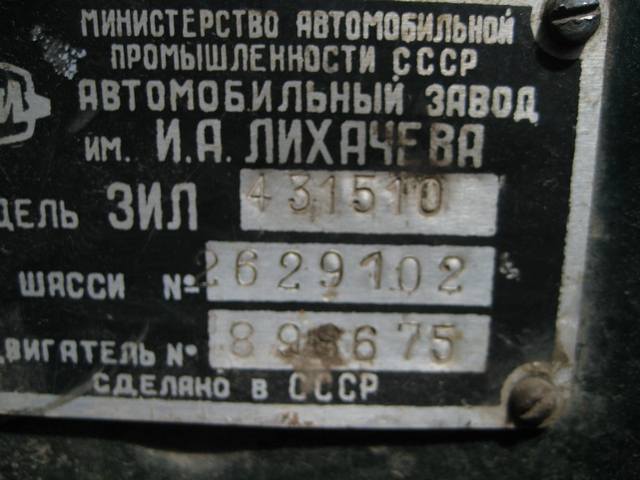 МИНИСТЕРСТВО АВТОМОБИЛЬНОЙ
ПРОМЫШЛЕННОСТИ СССР
АВТОМОБИЛЬНЫЙ ЗАВОД
ИМ. И.А. ЛИХАЧЕВА
ДЕЛЬ ЗИЛ 431510
ШАССИ № 2629102
ДВИГАТЕЛЬ №
СДЕЛАНО В СССР